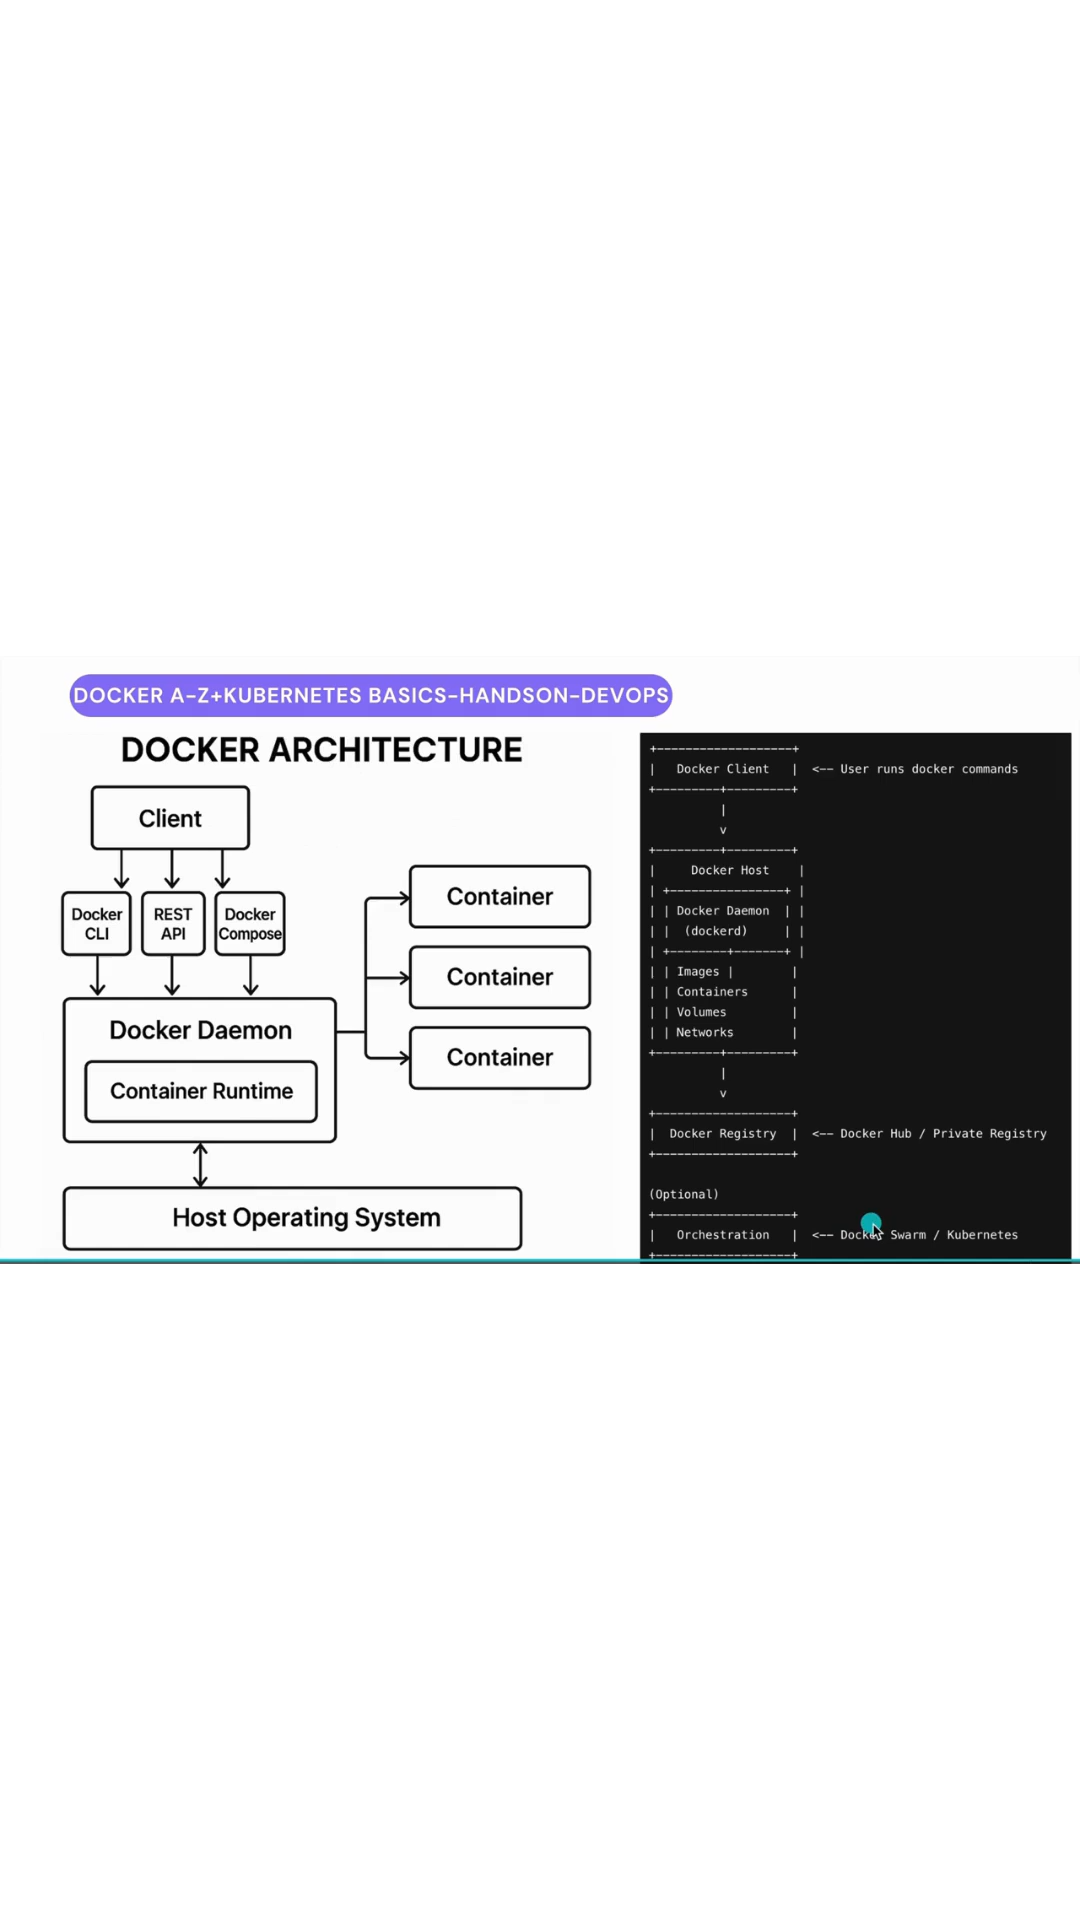 DOCKER A-Z+KUBERNETES BASICS-HANDSON-DEVOPS
DOCKER ARCHITECTURE
Client
Docker
CLI
REST
API
Docker
Compose
Docker Daemon
Container Runtime
Container
Container
Container
Host Operating System
+-------------------+
|   Docker Client   |  <-- User runs docker commands
+---------+---------+
          |
          v
+---------+---------+
|     Docker Host    |
| +----------------+ |
| | Docker Daemon  | |
| |  (dockerd)     | |
| +--------+-------+ |
| | Images |        |
| | Containers      |
| | Volumes         |
| | Networks        |
+---------+---------+
          |
          v
+-------------------+
|  Docker Registry  |  <-- Docker Hub / Private Registry
+-------------------+
(Optional)
+-------------------+
|   Orchestration   |  <-- Docker Swarm / Kubernetes
+-------------------+